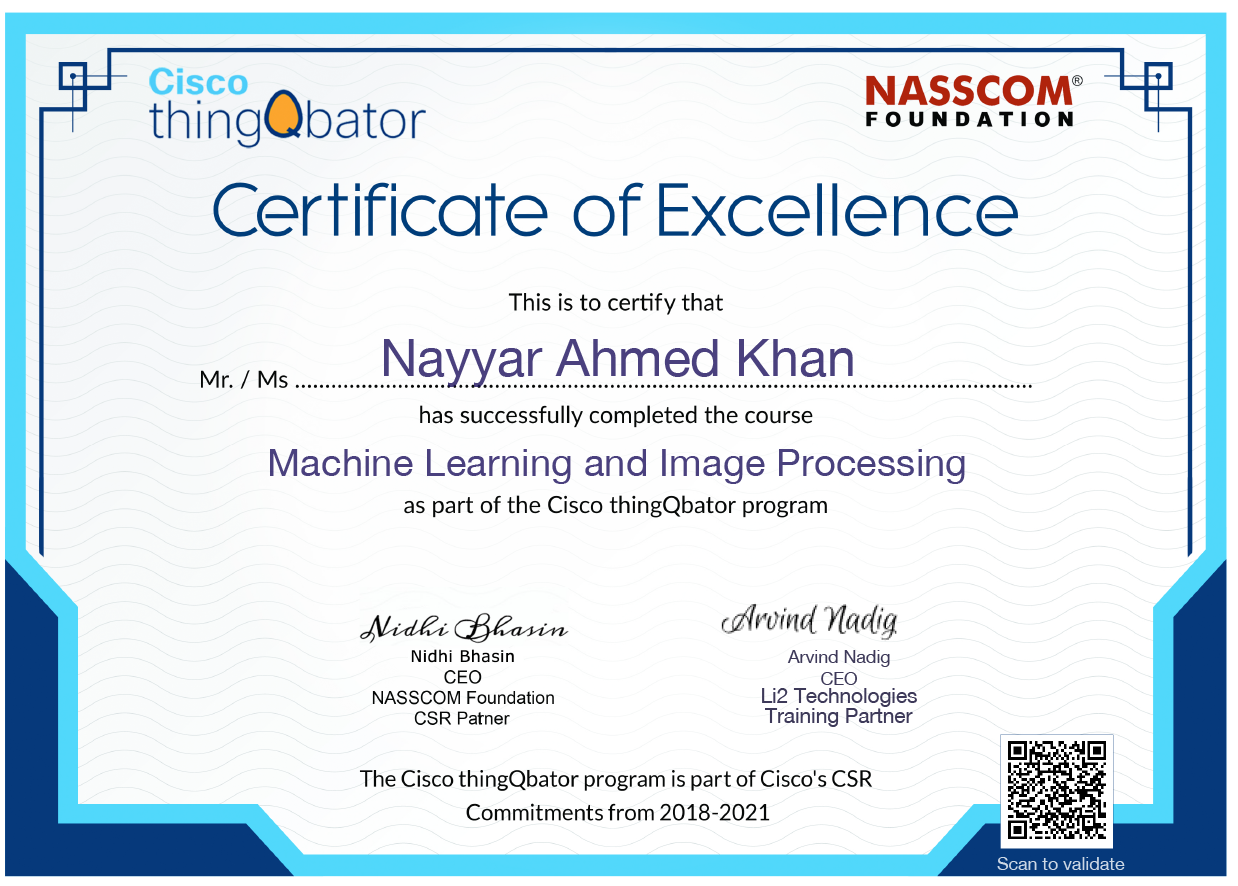 Cisco
thingQbator
NASSCOM®
FOUNDATION
Certificate of Excellence
This is to certify that
Mr. / Ms ........ Nayyar Ahmed Khan ........
has successfully completed the course
Machine Learning and Image Processing
as part of the Cisco thingQbator program
Nidhi Bhasin
Nidhi Bhasin
CEO
NASSCOM Foundation
CSR Patner
Arvind Nadig
Arvind Nadig
CEO
Li2 Technologies
Training Partner
The Cisco thingQbator program is part of Cisco's CSR
Commitments from 2018-2021
Scan to validate